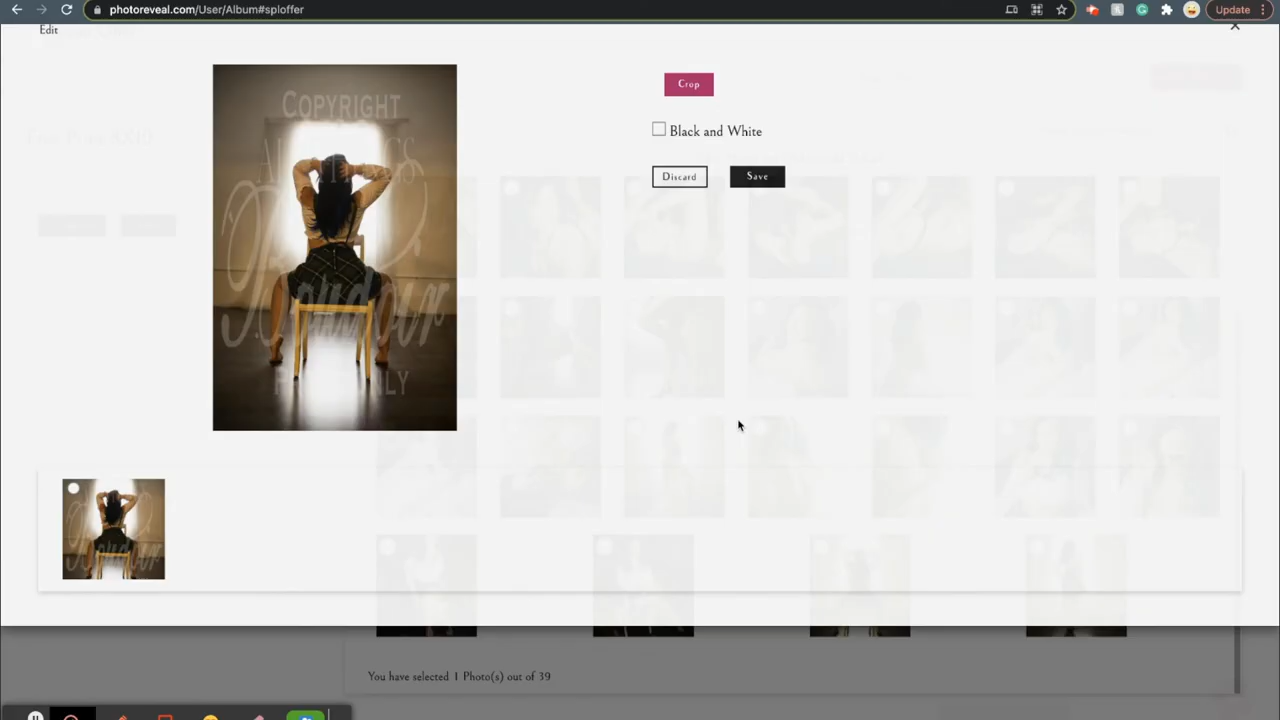 photoreveal.com/User/Album#sploffer
Update
Edit
Crop
Black and White
Discard
Save
COPYRIGHT
Boudoir
You have selected 1 Photo(s) out of 39